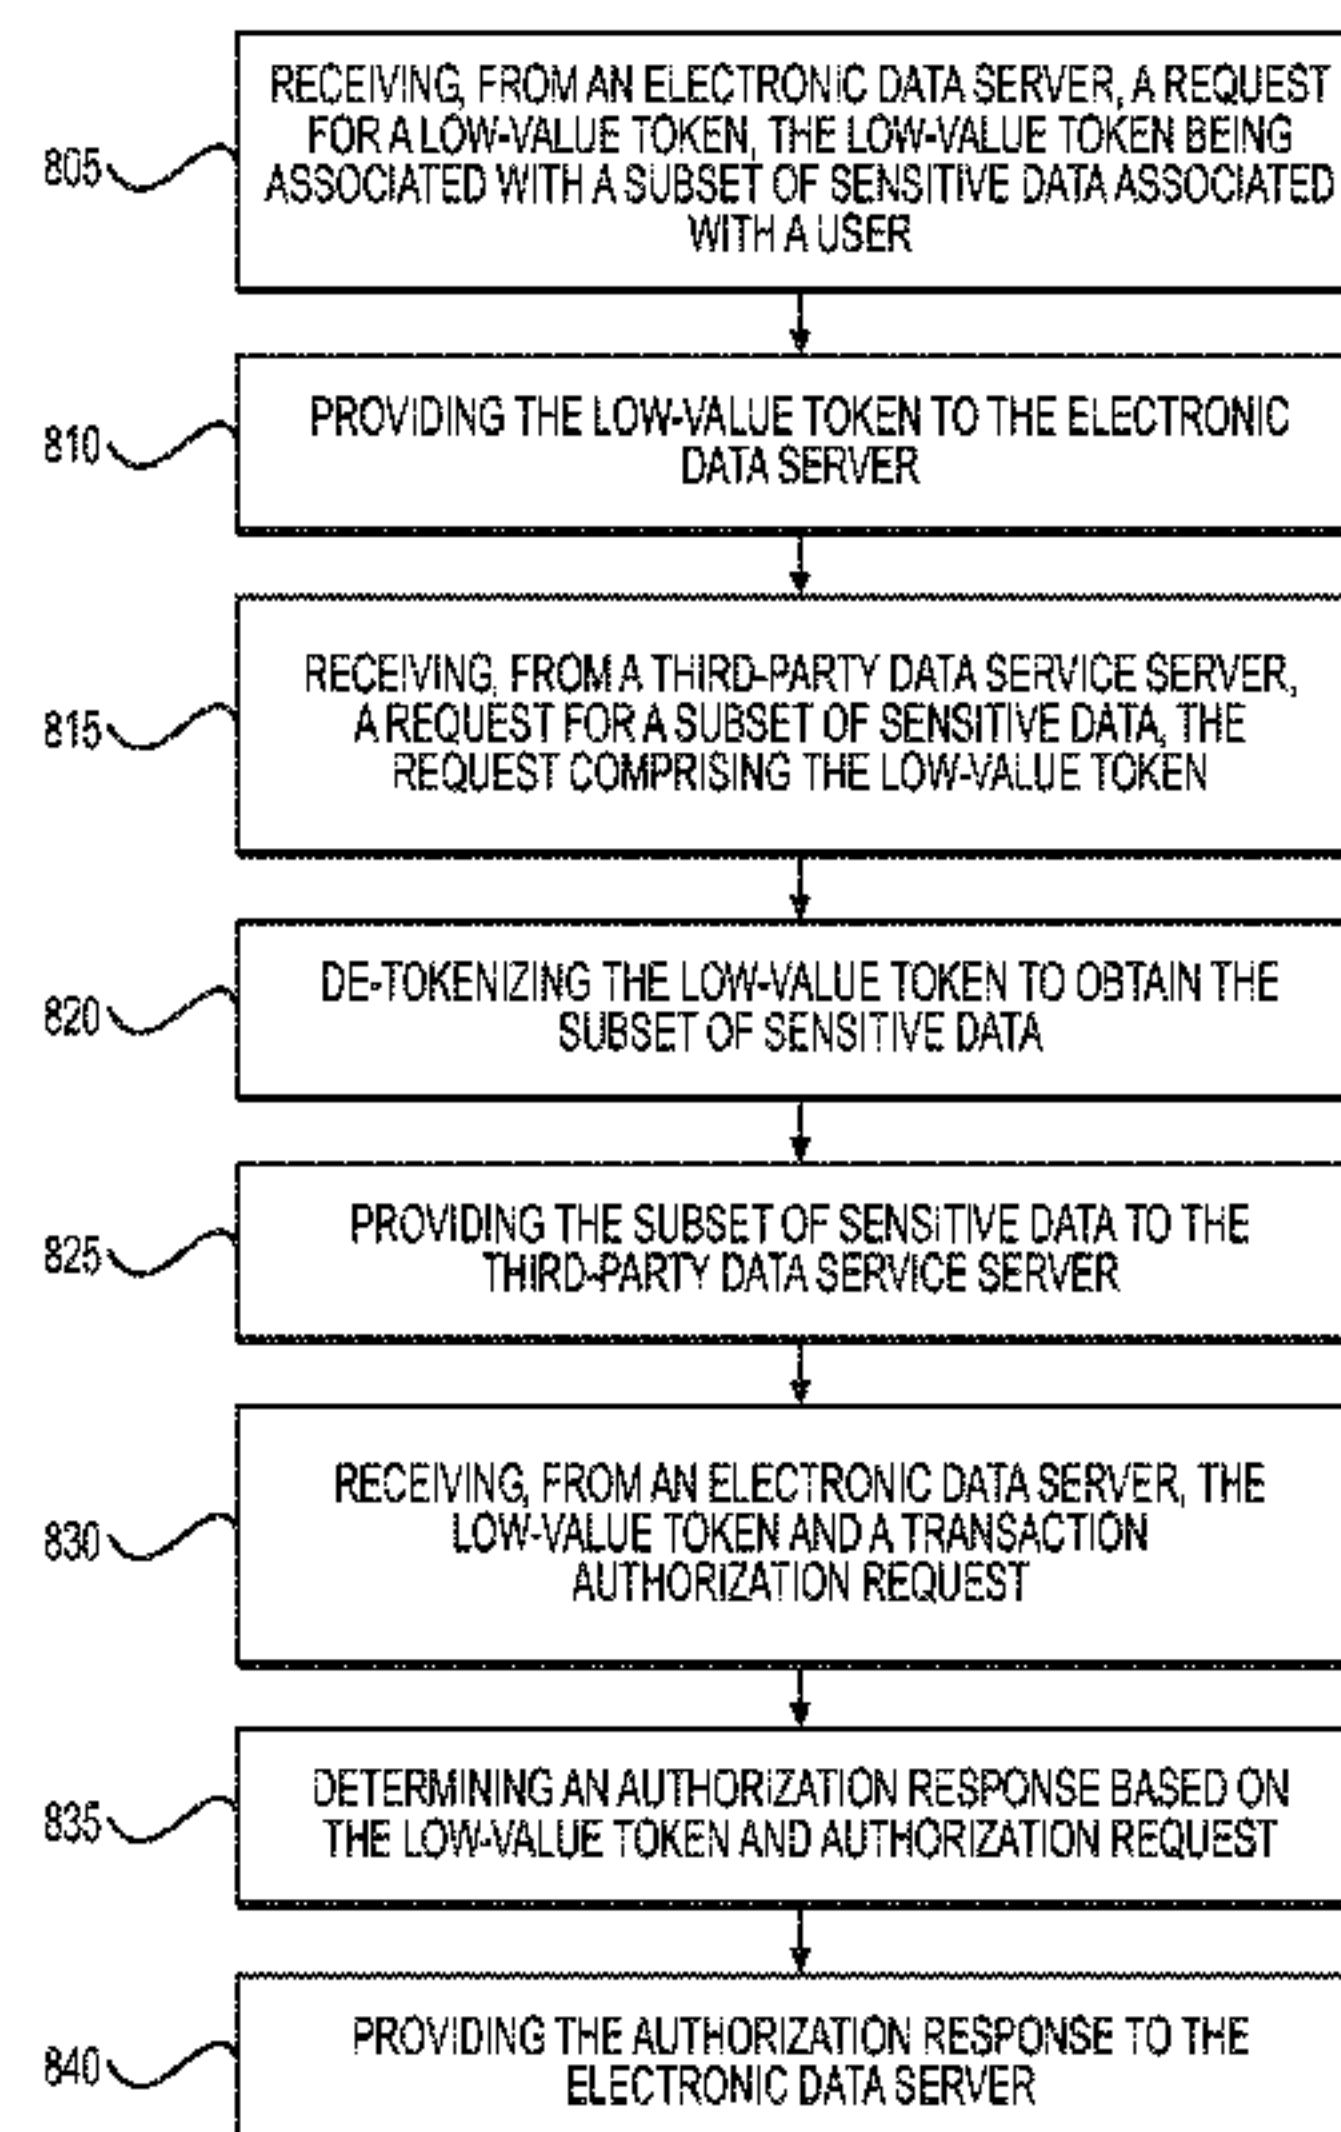 RECEIVING, FROM AN ELECTRONIC DATA SERVER, A REQUEST
FOR A LOW-VALUE TOKEN, THE LOW-VALUE TOKEN BEING
805
ASSOCIATED WITH A SUBSET OF SENSITIVE DATA ASSOCIATED
WITH A USER
PROVIDING THE LOW-VALUE TOKEN TO THE ELECTRONIC
810
DATA SERVER
RECEIVING, FROM A THIRD-PARTY DATA SERVICE SERVER,
815
A REQUEST FOR A SUBSET OF SENSITIVE DATA, THE
REQUEST COMPRISING THE LOW-VALUE TOKEN
DE-TOKENIZING THE LOW-VALUE TOKEN TO OBTAIN THE
820
SUBSET OF SENSITIVE DATA
PROVIDING THE SUBSET OF SENSITIVE DATA TO THE
825
THIRD-PARTY DATA SERVICE SERVER
RECEIVING, FROM AN ELECTRONIC DATA SERVER, THE
830
LOW-VALUE TOKEN AND A TRANSACTION
AUTHORIZATION REQUEST
DETERMINING AN AUTHORIZATION RESPONSE BASED ON
835
THE LOW-VALUE TOKEN AND AUTHORIZATION REQUEST
PROVIDING THE AUTHORIZATION RESPONSE TO THE
840
ELECTRONIC DATA SERVER